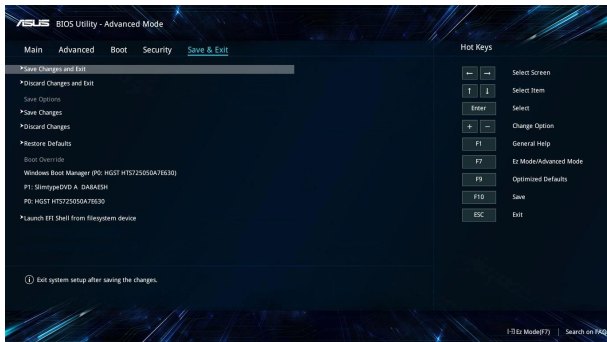 ASUS BIOS Utility - Advanced Mode
Main Advanced Boot Security Save & Exit
Hot Keys
Save Changes and Exit
Discard Changes and Exit
Save Options
Save Changes
Discard Changes
Restore Defaults
Boot Override
Windows Boot Manager (P0: HGST HTS725050A7E630)
P1: SlimtypeDVD A DA8AESH
P0: HGST HTS725050A7E630
Launch EFI Shell from filesystem device
← → Select Screen
↑ ↓ Select Item
Enter Select
+ − Change Option
F1 General Help
F7 Ez Mode/Advanced Mode
F9 Optimized Defaults
F10 Save
ESC Exit
Exit system setup after saving the changes.
Ez Mode(F7) | Search on FAQ